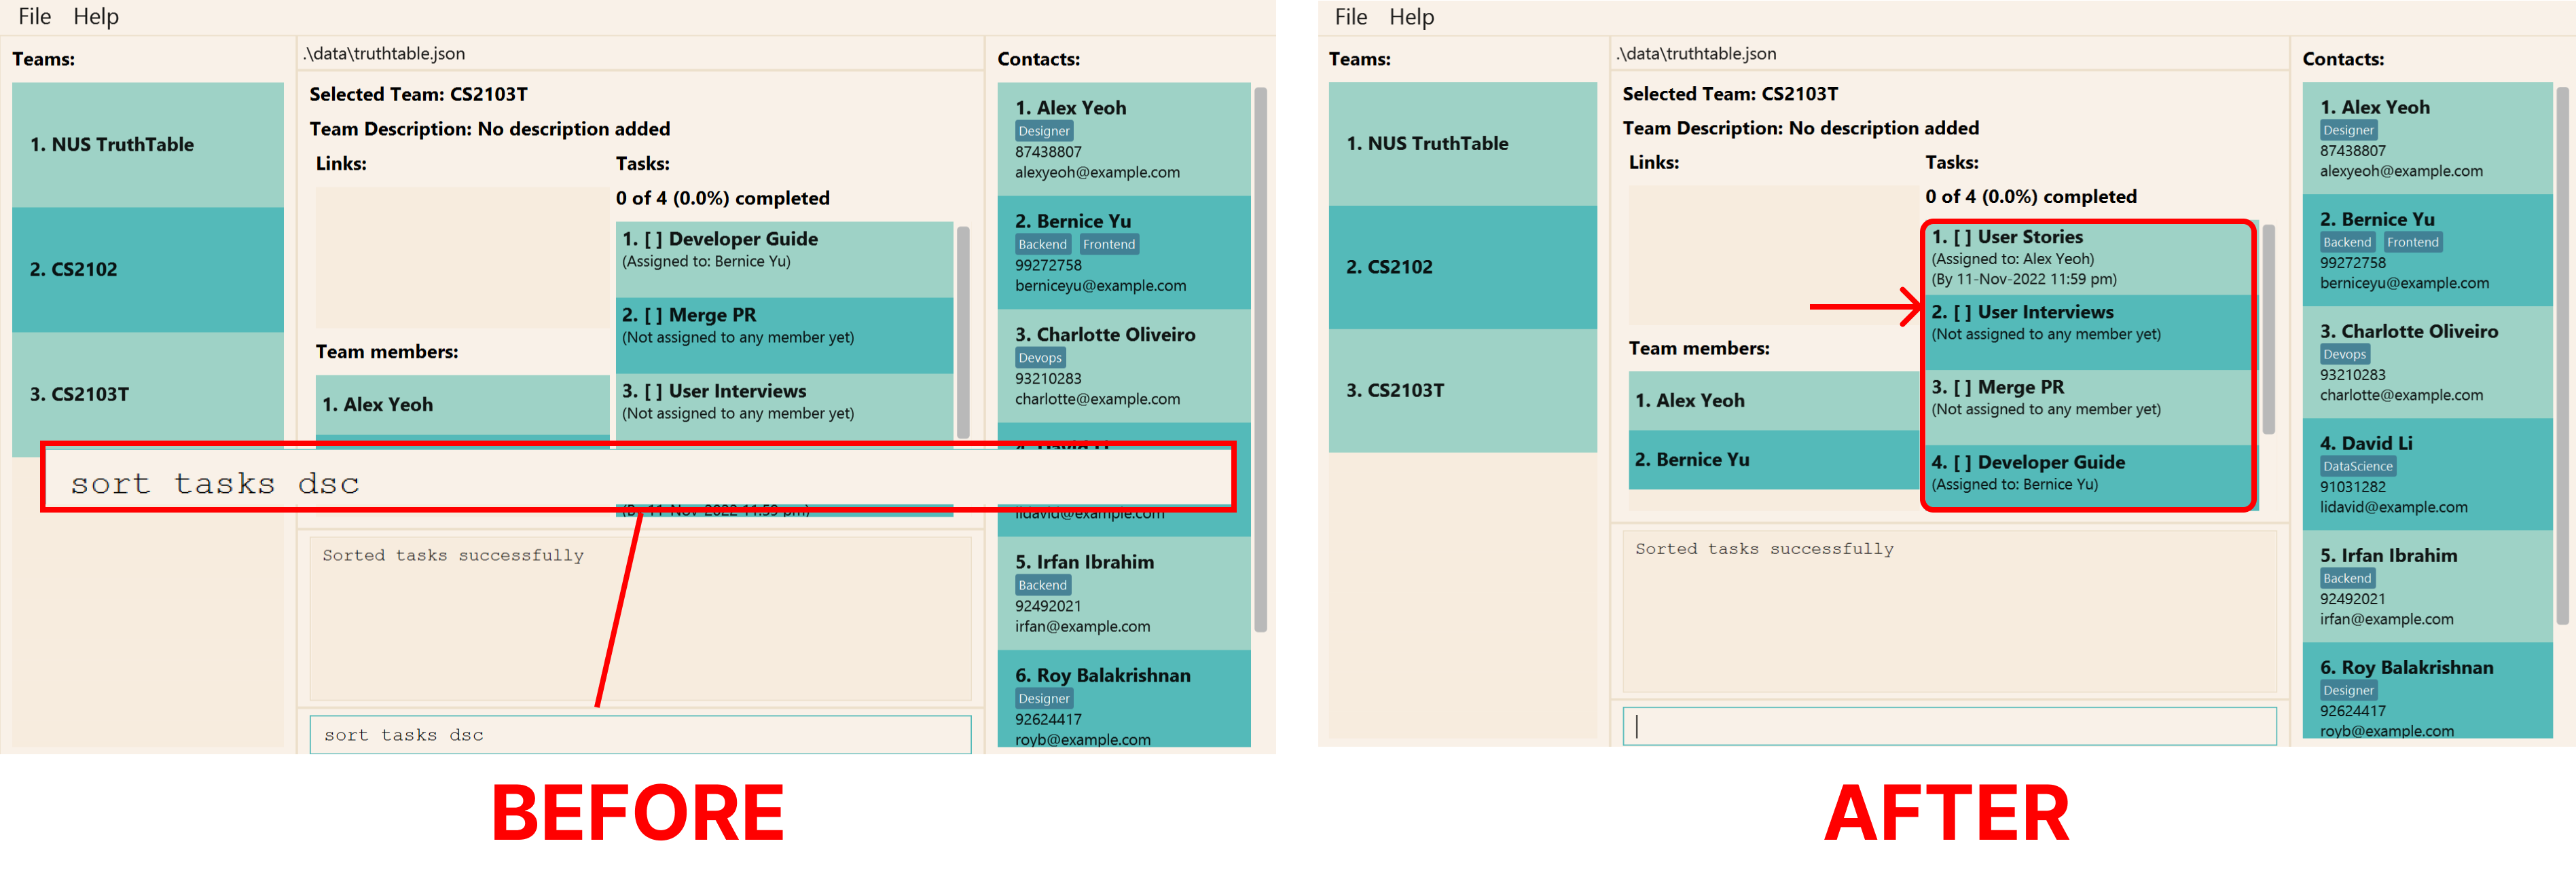 File Help
Teams:
1. NUS TruthTable
2. CS2102
3. CS2103T
.\data\truthtable.json
Selected Team: CS2103T
Team Description: No description added
Links:
Tasks:
0 of 4 (0.0%) completed
1. [ ] Developer Guide
(Assigned to: Bernice Yu)
2. [ ] Merge PR
(Not assigned to any member yet)
3. [ ] User Interviews
(Not assigned to any member yet)
(By 11-Nov-2022 11:59 pm)
Team members:
1. Alex Yeoh
sort tasks dsc
Sorted tasks successfully
sort tasks dsc
Contacts:
1. Alex Yeoh
Designer
87438807
alexyeoh@example.com
2. Bernice Yu
Backend Frontend
99272758
berniceyu@example.com
3. Charlotte Oliveiro
Devops
93210283
charlotte@example.com
4. David Li
lidavid@example.com
5. Irfan Ibrahim
Backend
92492021
irfan@example.com
6. Roy Balakrishnan
Designer
92624417
royb@example.com
BEFORE
File Help
Teams:
1. NUS TruthTable
2. CS2102
3. CS2103T
.\data\truthtable.json
Selected Team: CS2103T
Team Description: No description added
Links:
Tasks:
0 of 4 (0.0%) completed
1. [ ] User Stories
(Assigned to: Alex Yeoh)
(By 11-Nov-2022 11:59 pm)
2. [ ] User Interviews
(Not assigned to any member yet)
3. [ ] Merge PR
(Not assigned to any member yet)
4. [ ] Developer Guide
(Assigned to: Bernice Yu)
Team members:
1. Alex Yeoh
2. Bernice Yu
Sorted tasks successfully
Contacts:
1. Alex Yeoh
Designer
87438807
alexyeoh@example.com
2. Bernice Yu
Backend Frontend
99272758
berniceyu@example.com
3. Charlotte Oliveiro
Devops
93210283
charlotte@example.com
4. David Li
DataScience
91031282
lidavid@example.com
5. Irfan Ibrahim
Backend
92492021
irfan@example.com
6. Roy Balakrishnan
Designer
92624417
royb@example.com
AFTER